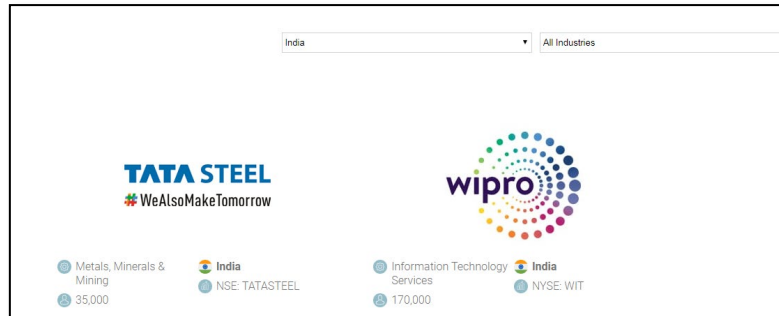 India
All Industries
TATA STEEL
#WeAlsoMakeTomorrow
wipro
Metals, Minerals &
Mining
35,000
India
NSE: TATASTEEL
Information Technology
Services
170,000
India
NYSE: WIT